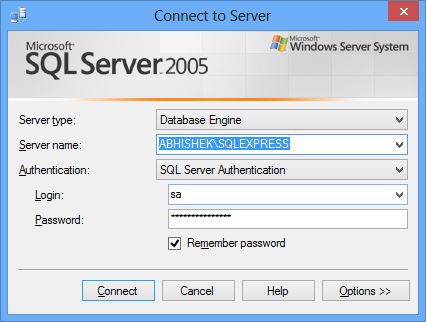 Connect to Server
Microsoft
SQL Server 2005
Microsoft
Windows Server System
Server type: Database Engine
Server name: ABHISHEK\SQLEXPRESS
Authentication: SQL Server Authentication
Login: sa
Password: ***************
Remember password
Connect Cancel Help Options >>